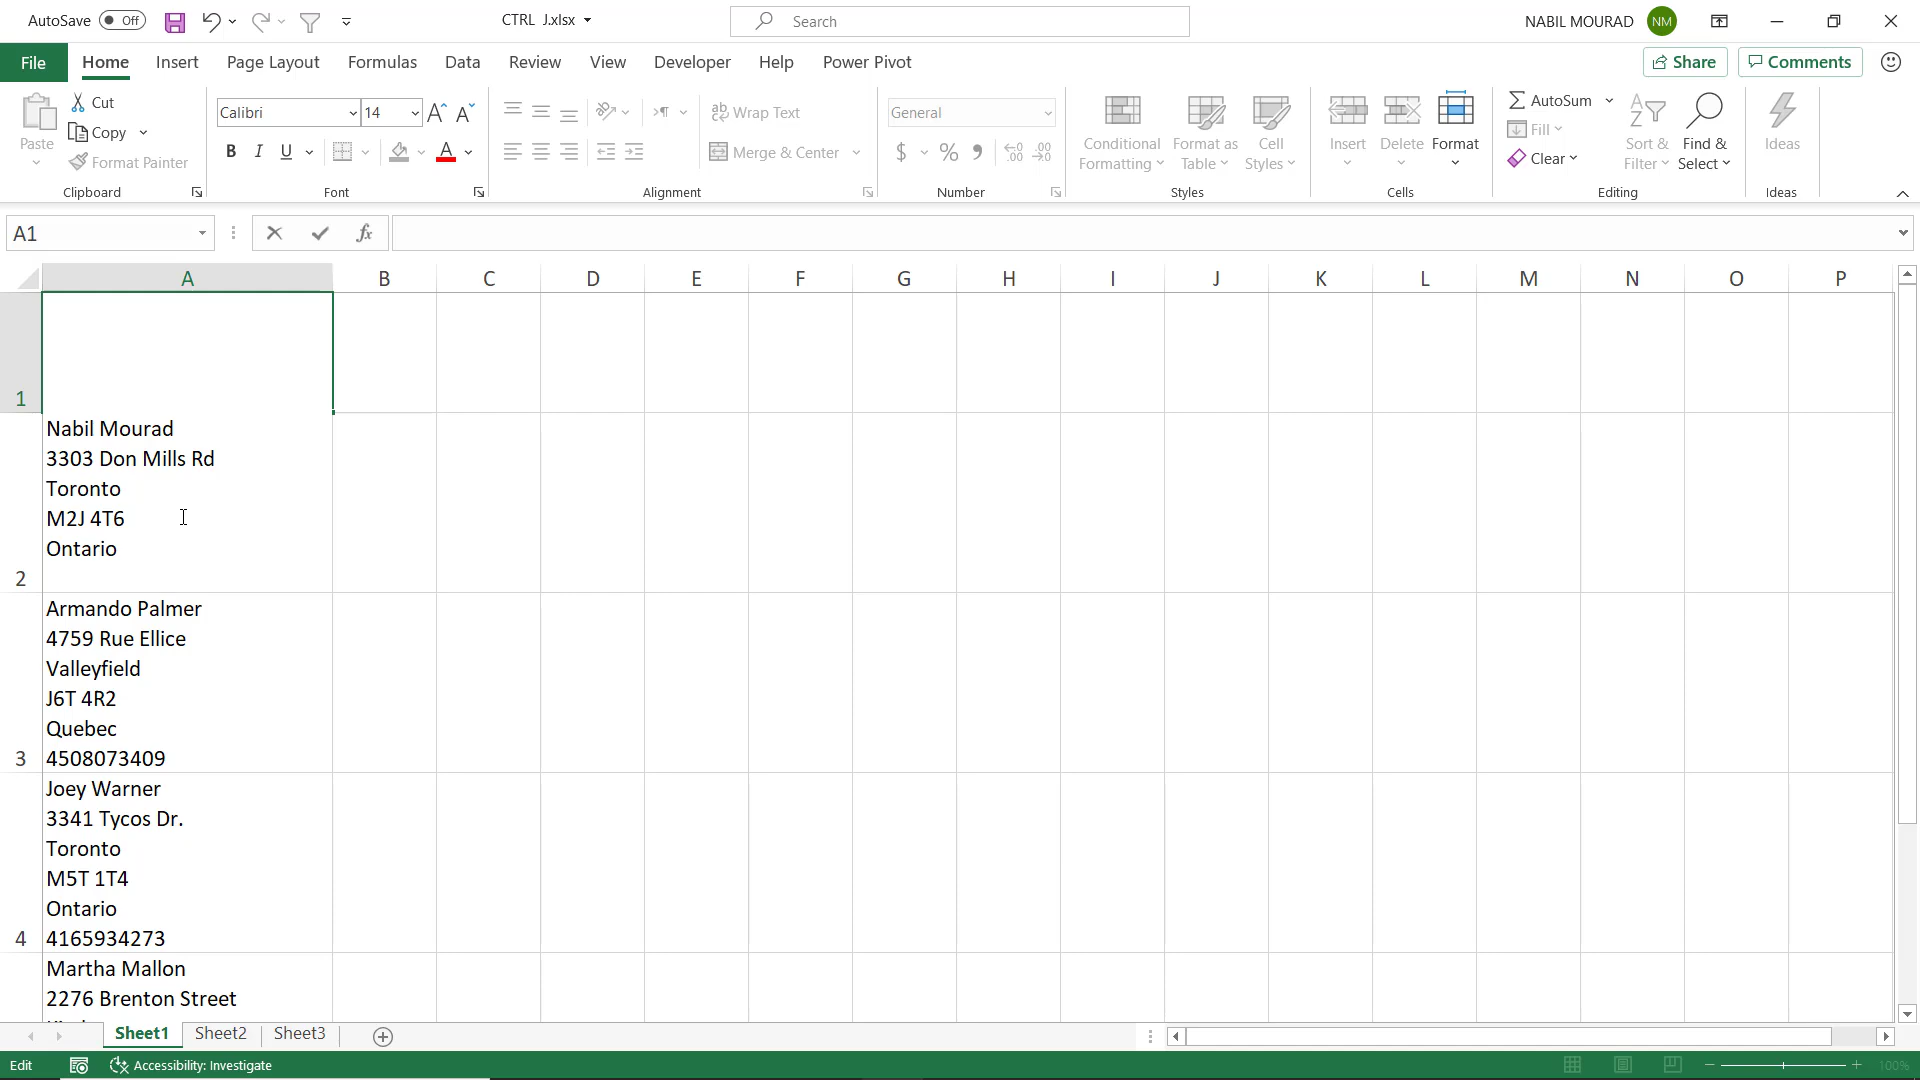 AutoSave Off CTRL J.xlsx Search NABIL MOURAD NM
File Home Insert Page Layout Formulas Data Review View Developer Help Power Pivot Share Comments
Paste
Cut
Copy
Format Painter
Clipboard
Calibri 14
B I U A
Font
Wrap Text
Merge & Center
Alignment
General
$ % 9
Number
Conditional Formatting
Format as Table
Cell Styles
Styles
Insert Delete Format
Cells
AutoSum
Fill
Clear
Sort & Filter
Find & Select
Editing
Ideas
Ideas
A1 fx
A B C D E F G H I J K L M N O P
1
Nabil Mourad
3303 Don Mills Rd
Toronto
M2J 4T6
Ontario
2
Armando Palmer
4759 Rue Ellice
Valleyfield
J6T 4R2
Quebec
3 4508073409
Joey Warner
3341 Tycos Dr.
Toronto
M5T 1T4
Ontario
4 4165934273
Martha Mallon
2276 Brenton Street
Sheet1 Sheet2 Sheet3
Edit Accessibility: Investigate 100%